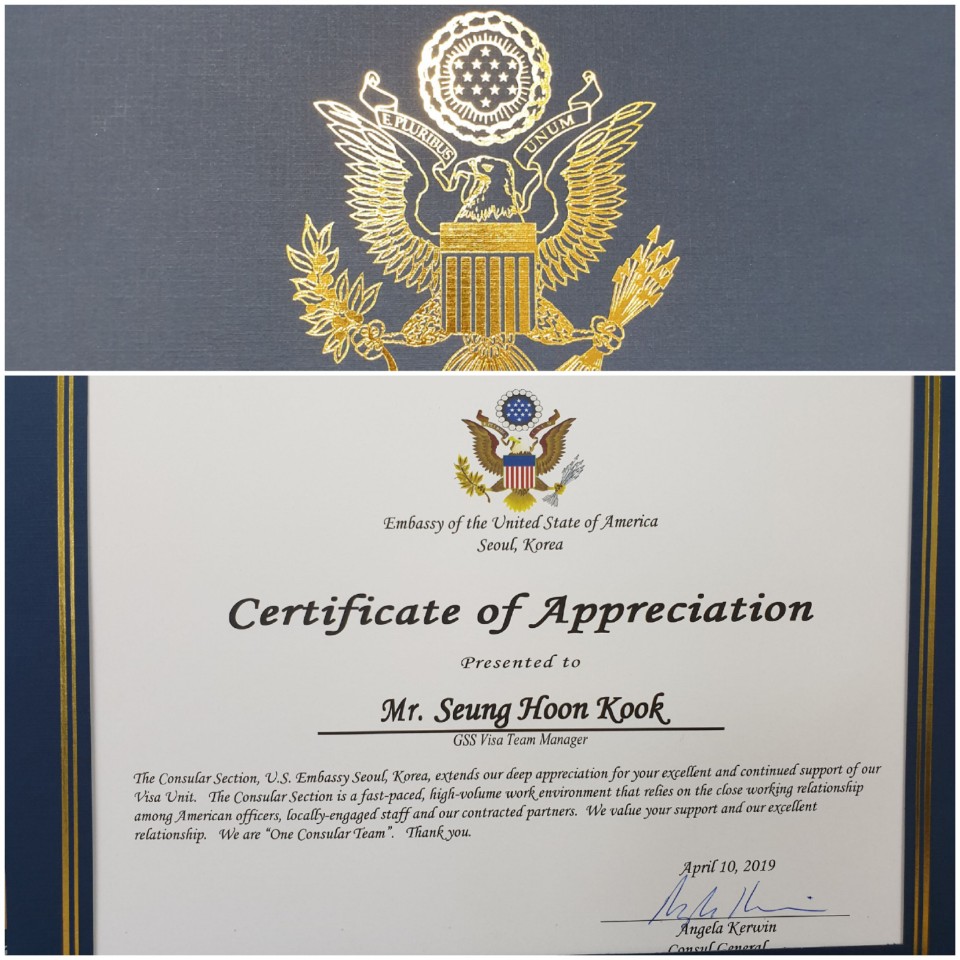 E PLURIBUS UNUM
Embassy of the United State of America
Seoul, Korea
Certificate of Appreciation
Presented to
Mr. Seung Hoon Kook
GSS Visa Team Manager
The Consular Section, U.S. Embassy Seoul, Korea, extends our deep appreciation for your excellent and continued support of our
Visa Unit. The Consular Section is a fast-paced, high-volume work environment that relies on the close working relationship
among American officers, locally-engaged staff and our contracted partners. We value your support and our excellent
relationship. We are "One Consular Team". Thank you.
April 10, 2019
Angela Kerwin
Consul General